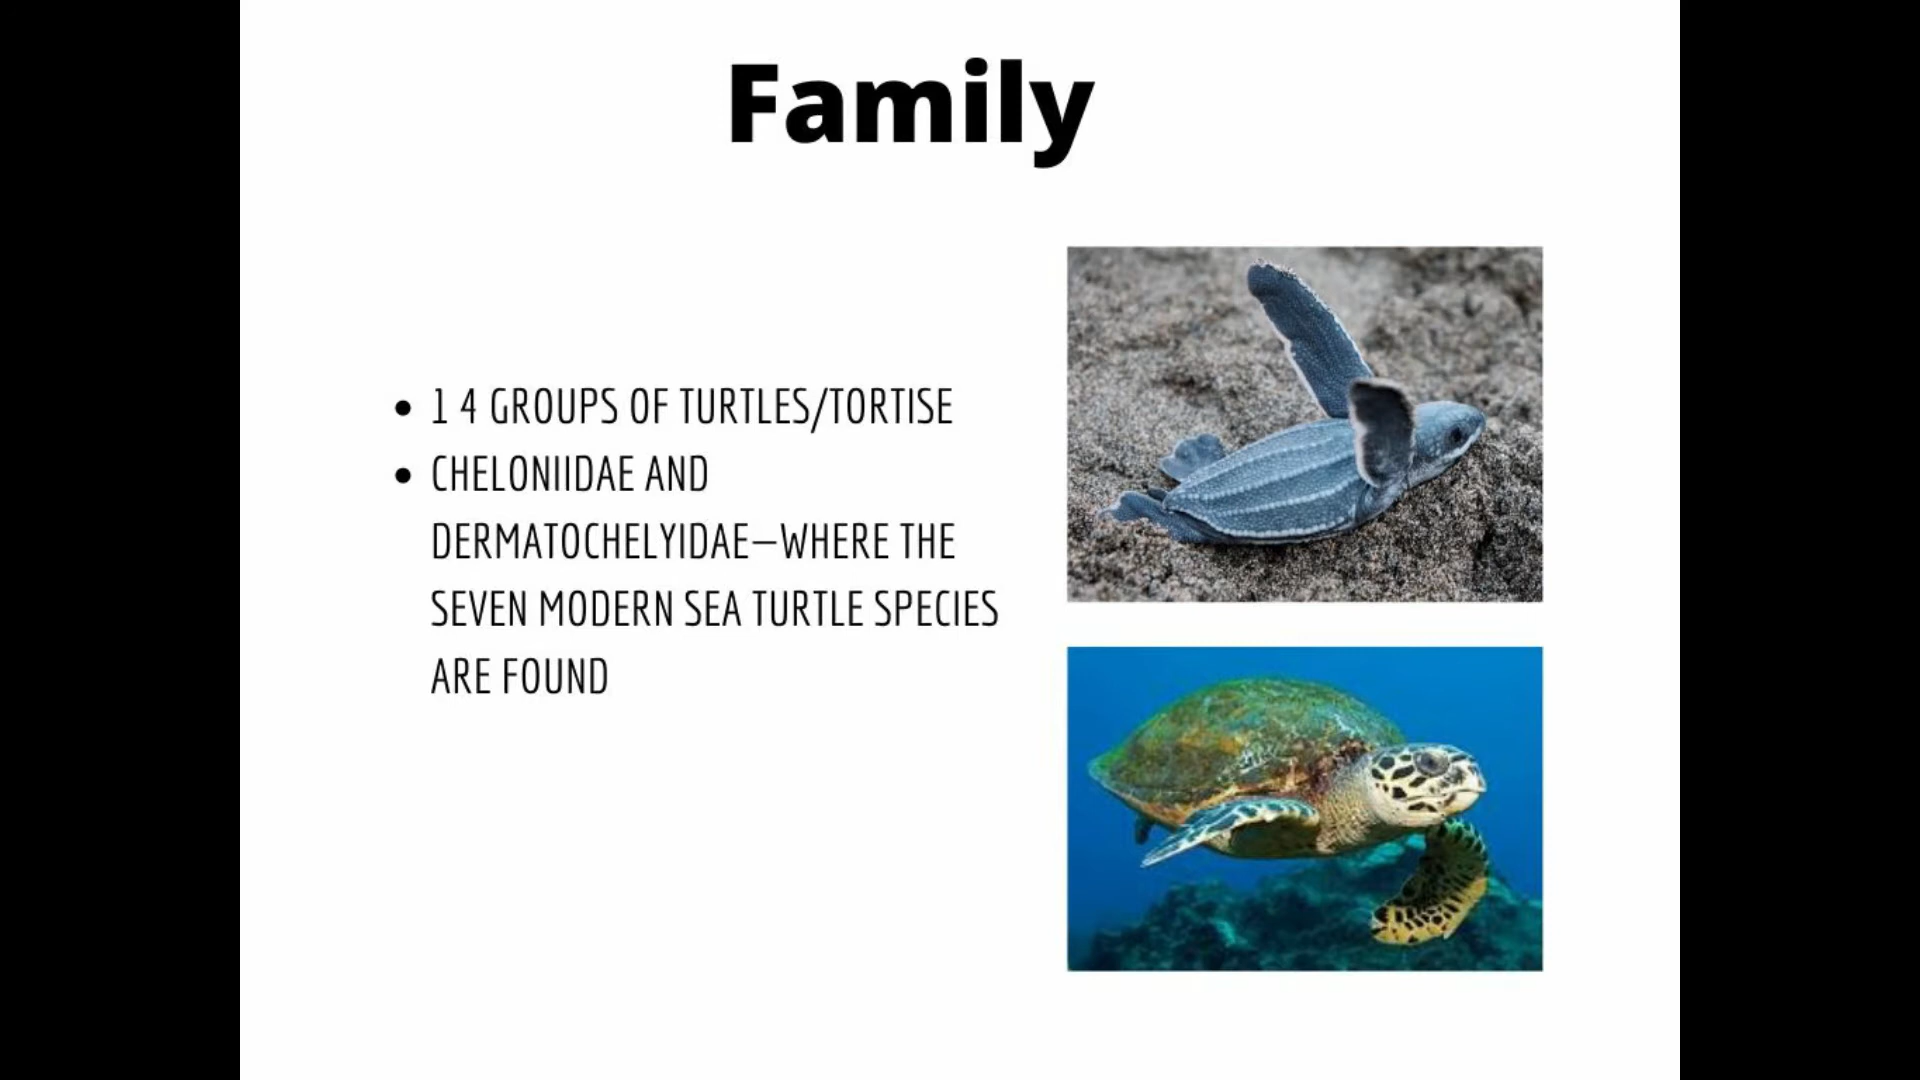 Family
1 4 GROUPS OF TURTLES/TORTISE
CHELONIIDAE AND
DERMATOCHELYIDAE—WHERE THE
SEVEN MODERN SEA TURTLE SPECIES
ARE FOUND